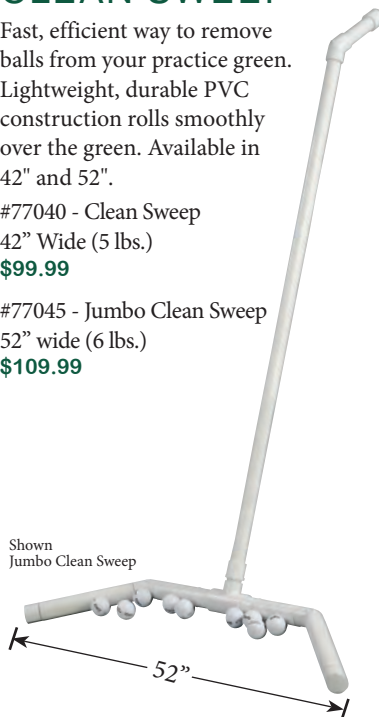 CLEAN SWEEP
Fast, efficient way to remove
balls from your practice green.
Lightweight, durable PVC
construction rolls smoothly
over the green. Available in
42" and 52".
#77040 - Clean Sweep
42” Wide (5 lbs.)
$99.99
#77045 - Jumbo Clean Sweep
52” wide (6 lbs.)
$109.99
Shown
Jumbo Clean Sweep
52”